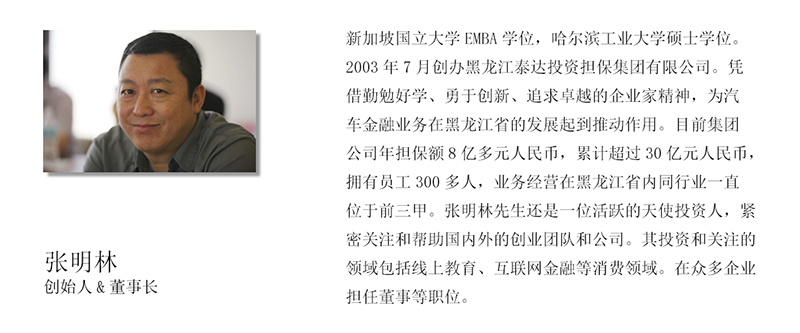 新加坡国立大学 EMBA 学位，哈尔滨工业大学硕士学位。
2003 年 7 月创办黑龙江泰达投资担保集团有限公司。凭
借勤勉好学、勇于创新、追求卓越的企业家精神，为汽
车金融业务在黑龙江省的发展起到推动作用。目前集团
公司年担保额 8 亿多元人民币，累计超过 30 亿元人民币，
拥有员工 300 多人，业务经营在黑龙江省内同行业一直
位于前三甲。张明林先生还是一位活跃的天使投资人，紧
密关注和帮助国内外的创业团队和公司。其投资和关注的
领域包括线上教育、互联网金融等消费领域。在众多企业
担任董事等职位。
张明林
创始人 & 董事长